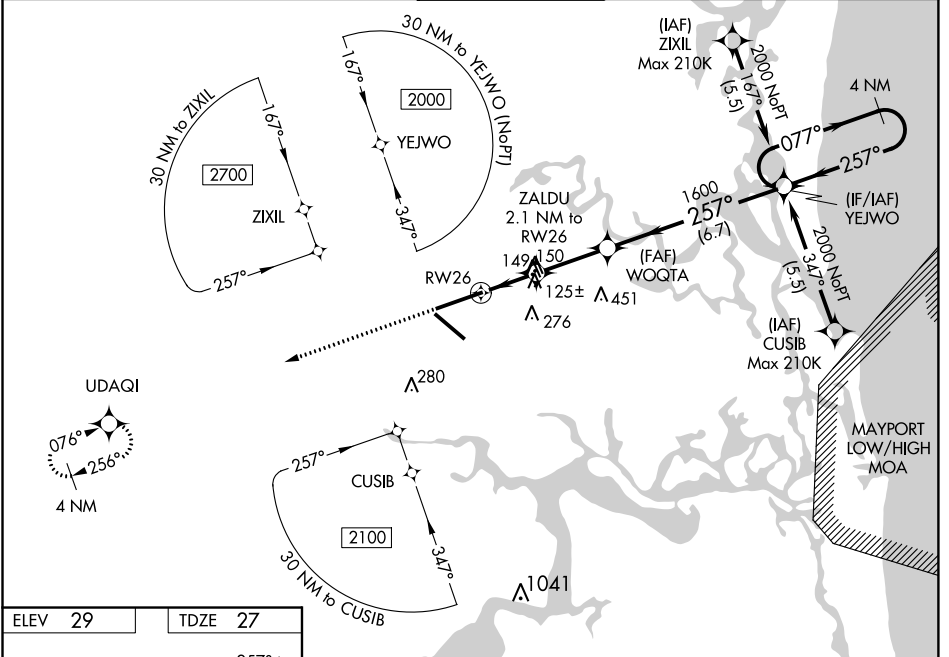 30 NM to ZIXIL
167°
2700
ZIXIL
257°
30 NM to YEJWO (NoPT)
167°
2000
YEJWO
347°
(IAF)
ZIXIL
Max 210K
2000 NoPT
167°
(5.5)
4 NM
077°
257°
(IF/IAF)
YEJWO
1600
257°
(6.7)
2000 NoPT
347°
(5.5)
ZALDU
2.1 NM to
RW26
149
150
125±
(FAF)
WOQTA
RW26
451
276
(IAF)
CUSIB
Max 210K
280
UDAQI
076°
256°
4 NM
257°
CUSIB
2100
347°
30 NM to CUSIB
MAYPORT
LOW/HIGH
MOA
1041
ELEV 29
TDZE 27